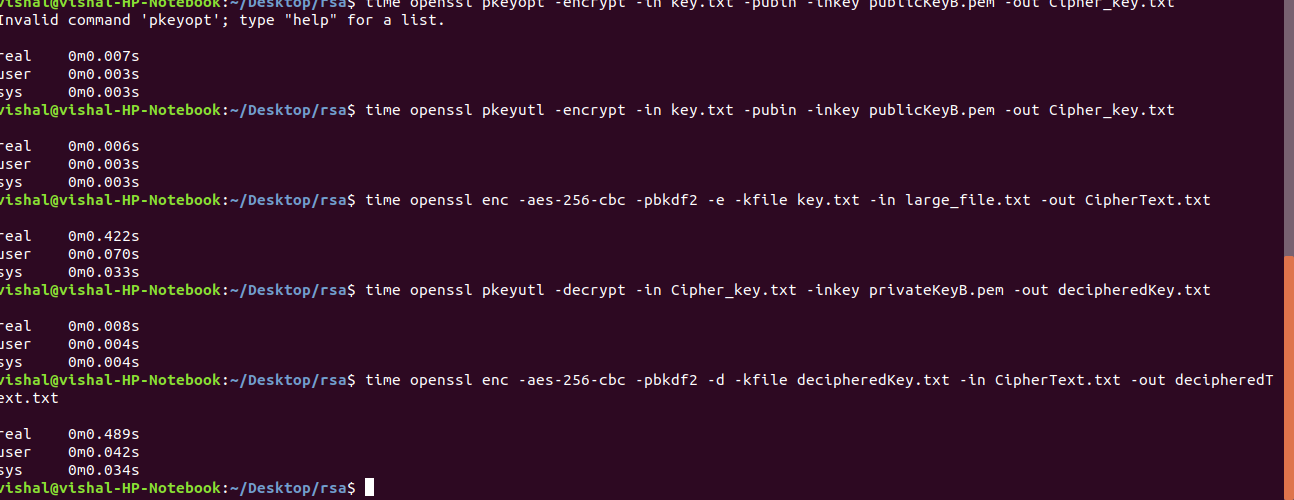 vishal@vishal-HP-Notebook:~/Desktop/rsa$ time openssl pkeyopt -encrypt -in key.txt -pubin -inkey publicKeyB.pem -out Cipher_key.txt
Invalid command 'pkeyopt'; type "help" for a list.
real    0m0.007s
user    0m0.003s
sys     0m0.003s
vishal@vishal-HP-Notebook:~/Desktop/rsa$ time openssl pkeyutl -encrypt -in key.txt -pubin -inkey publicKeyB.pem -out Cipher_key.txt
real    0m0.006s
user    0m0.003s
sys     0m0.003s
vishal@vishal-HP-Notebook:~/Desktop/rsa$ time openssl enc -aes-256-cbc -pbkdf2 -e -kfile key.txt -in large_file.txt -out CipherText.txt
real    0m0.422s
user    0m0.070s
sys     0m0.033s
vishal@vishal-HP-Notebook:~/Desktop/rsa$ time openssl pkeyutl -decrypt -in Cipher_key.txt -inkey privateKeyB.pem -out decipheredKey.txt
real    0m0.008s
user    0m0.004s
sys     0m0.004s
vishal@vishal-HP-Notebook:~/Desktop/rsa$ time openssl enc -aes-256-cbc -pbkdf2 -d -kfile decipheredKey.txt -in CipherText.txt -out decipheredT
ext.txt
real    0m0.489s
user    0m0.042s
sys     0m0.034s
vishal@vishal-HP-Notebook:~/Desktop/rsa$